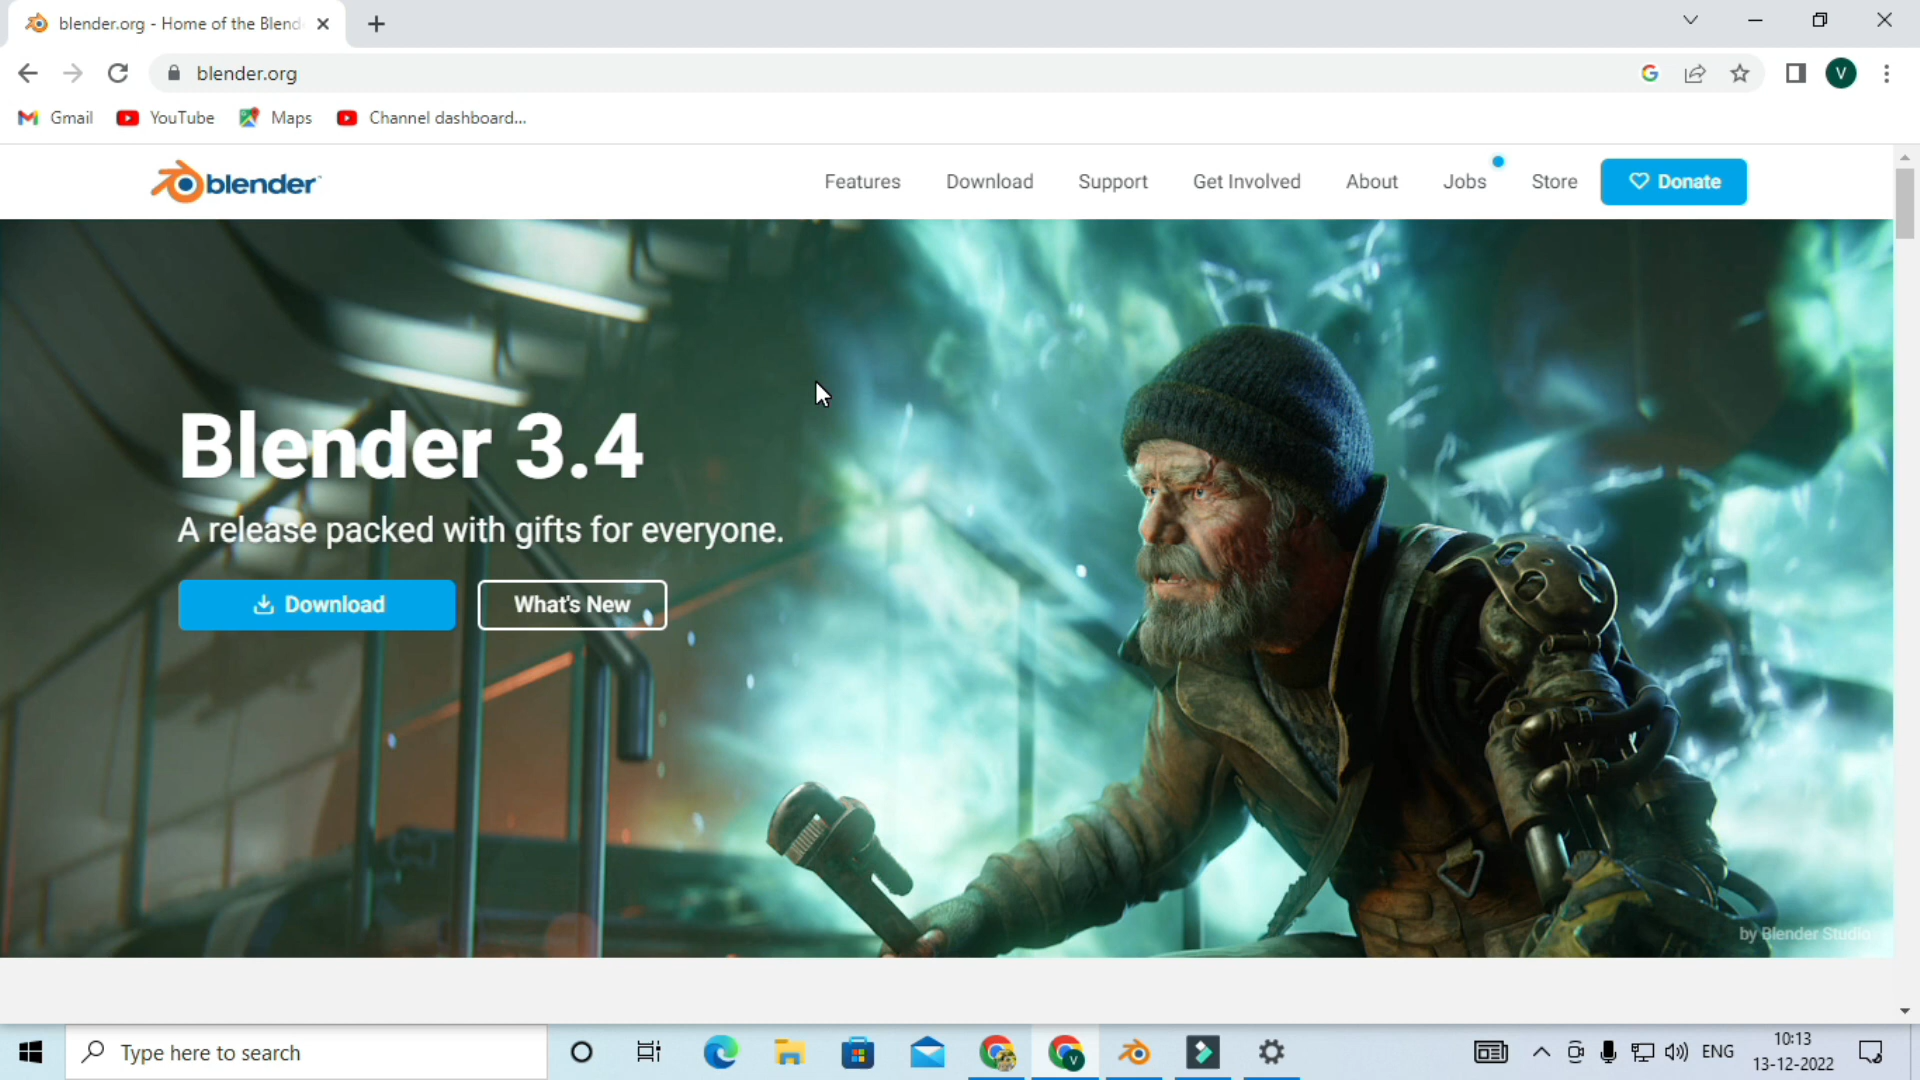 blender.org - Home of the Blend
blender.org
V
Gmail
YouTube
Maps
Channel dashboard...
blender
Features
Download
Support
Get Involved
About
Jobs
Store
Donate
Blender 3.4
A release packed with gifts for everyone.
Download
What's New
by Blender Studio
Type here to search
V
ENG
10:13
13-12-2022